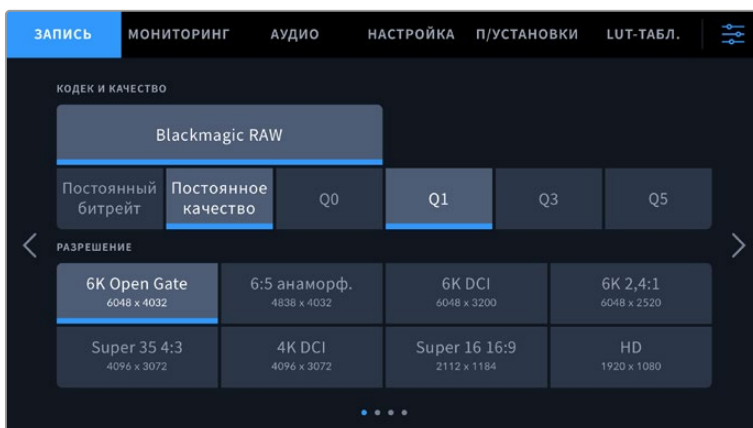 ЗАПИСЬ МОНИТОРИНГ АУДИО НАСТРОЙКА П/УСТАНОВКИ LUT-ТАБЛ.
КОДЕК И КАЧЕСТВО
Blackmagic RAW
Постоянный битрейт Постоянное качество Q0 Q1 Q3 Q5
РАЗРЕШЕНИЕ
6K Open Gate 6:5 анаморф. 6K DCI 6K 2,4:1
6048 x 4032 4838 x 4032 6048 x 3200 6048 x 2520
Super 35 4:3 4K DCI Super 16 16:9 HD
4096 x 3072 4096 x 3072 2112 x 1184 1920 x 1080